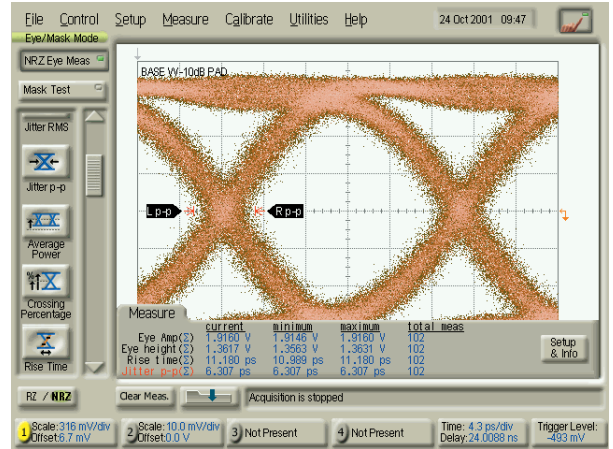 File Control Setup Measure Calibrate Utilities Help 24 Oct 2001 09:47
Eye/Mask Mode
NRZ Eye Meas
Mask Test
Jitter RMS
Jitter p-p
Average
Power
Crossing
Percentage
Rise Time
BASE W-10dB PAD
L p-p
R p-p
Measure
current minimum maximum total meas
Eye Amp(Σ) 1.9160 V 1.9146 V 1.9160 V 102
Eye height(Σ) 1.3617 V 1.3563 V 1.3631 V 102
Rise time(Σ) 11.180 ps 10.989 ps 11.180 ps 102
Jitter p-p(Σ) 6.307 ps 6.307 ps 6.307 ps 102
Setup
& Info
RZ / NRZ
Clear Meas.
Acquisition is stopped
1 Scale:316 mV/div
Offset:6.7 mV
2 Scale: 10.0 mV/div
Offset:0.0 V
3 Not Present
4 Not Present
Time: 4.3 ps/div
Delay:24.0088 ns
Trigger Level:
-493 mV